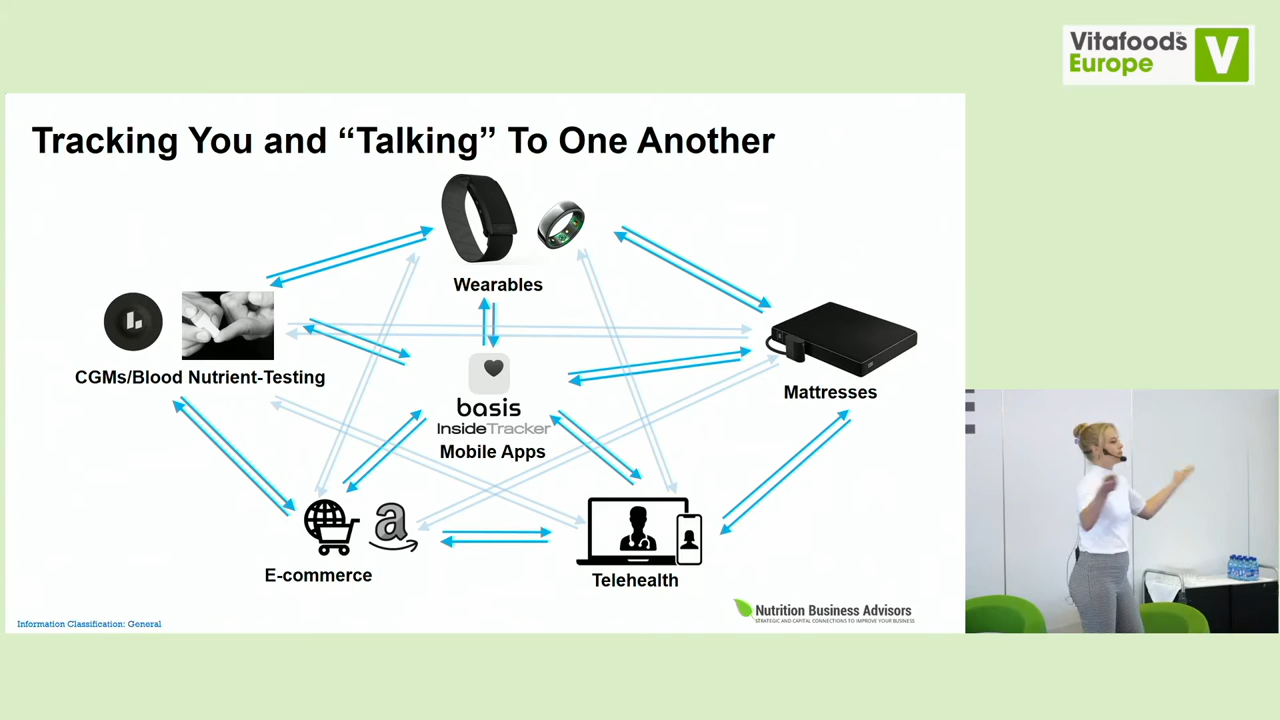 Vitafoods
Europe
V
Tracking You and “Talking” To One Another
Wearables
CGMs/Blood Nutrient-Testing
Mattresses
basis
InsideTracker
Mobile Apps
a
E-commerce
Telehealth
Nutrition Business Advisors
STRATEGIC AND CAPITAL CONNECTIONS TO IMPROVE YOUR BUSINESS
Information Classification: General